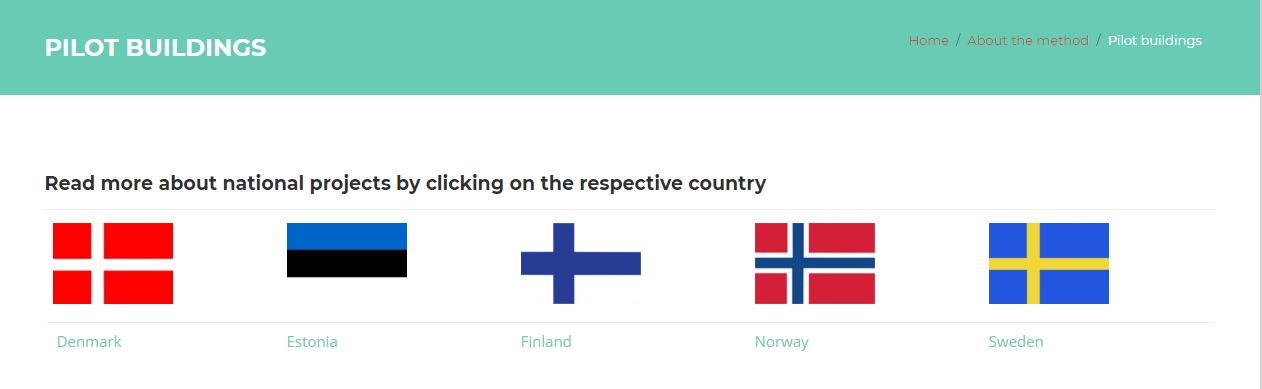 PILOT BUILDINGS
Home / About the method / Pilot buildings
Read more about national projects by clicking on the respective country
Denmark Estonia Finland Norway Sweden